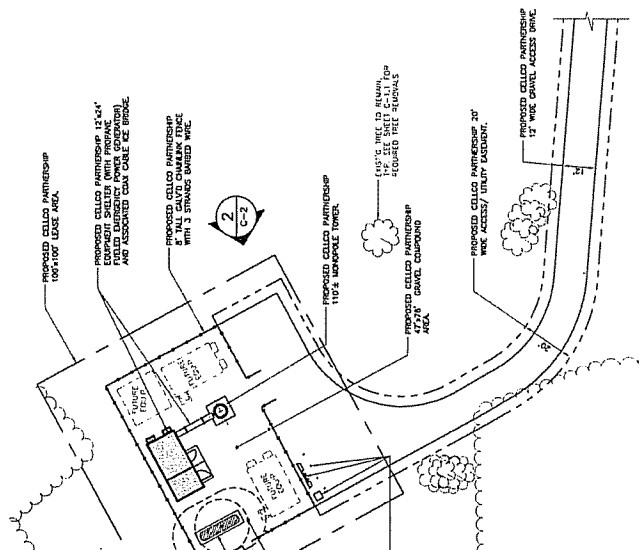 PROPOSED CELLCO PARTNERSHIP
100'x100' LEASE AREA.
PROPOSED CELLCO PARTNERSHIP 12'x24'
EQUIPMENT SHELTER (WITH PROPANE
FUELED EMERGENCY POWER GENERATOR)
AND ASSOCIATED COAX CABLE ICE BRIDGE.
PROPOSED CELLCO PARTNERSHIP
8' TALL GALV'D CHAINLINK FENCE
WITH 3 STRANDS BARBED WIRE.
2
C-2
EXIST'G TREE TO REMAIN,
TYP. SEE SHEET C-1.1 FOR
REQUIRED TREE REMOVALS
PROPOSED CELLCO PARTNERSHIP
110'± MONOPOLE TOWER.
PROPOSED CELLCO PARTNERSHIP
47'x76' GRAVEL COMPOUND
AREA.
PROPOSED CELLCO PARTNERSHIP 20'
WIDE ACCESS/ UTILITY EASEMENT.
PROPOSED CELLCO PARTNERSHIP
12' WIDE GRAVEL ACCESS DRIVE.
FUTURE
EQUIP.
FUTURE
EQUIP.
FUTURE
EQUIP.
12'
20'